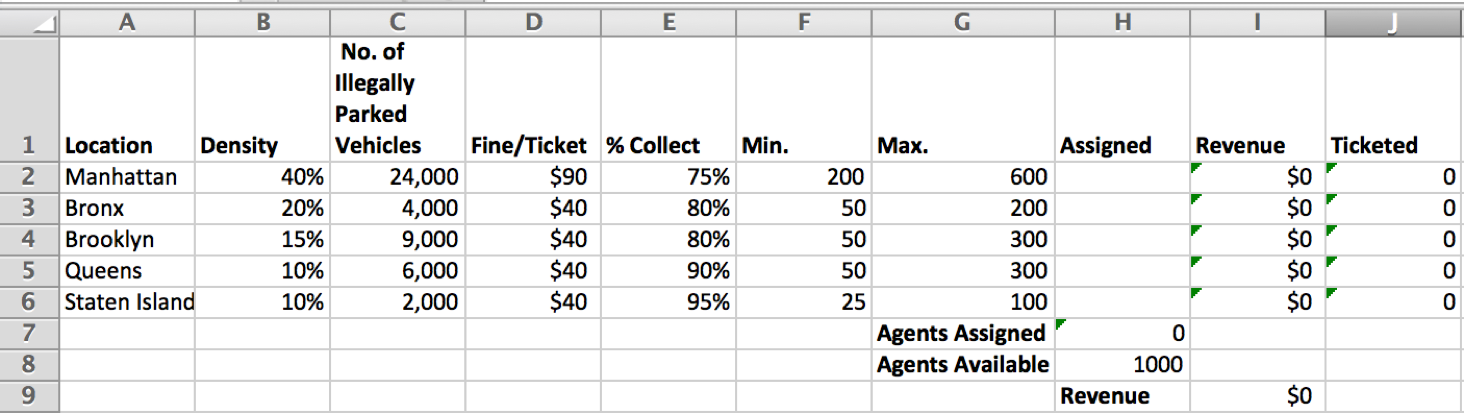 A B C D E F G H I J
No. of
Illegally
Parked
1 Location Density Vehicles Fine/Ticket % Collect Min. Max. Assigned Revenue Ticketed
2 Manhattan 40% 24,000 $90 75% 200 600 $0 0
3 Bronx 20% 4,000 $40 80% 50 200 $0 0
4 Brooklyn 15% 9,000 $40 80% 50 300 $0 0
5 Queens 10% 6,000 $40 90% 50 300 $0 0
6 Staten Island 10% 2,000 $40 95% 25 100 $0 0
7 Agents Assigned 0
8 Agents Available 1000
9 Revenue $0